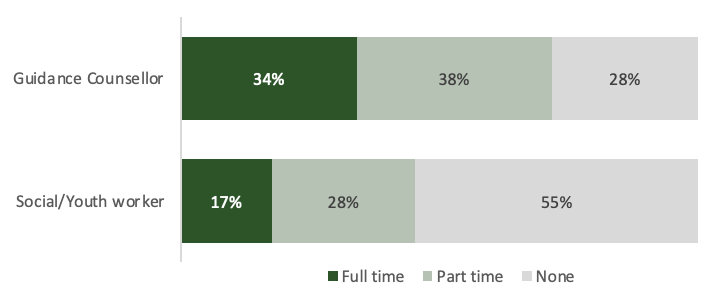 Guidance Counsellor
34%
38%
28%
Social/Youth worker
17%
28%
55%
Full time
Part time
None